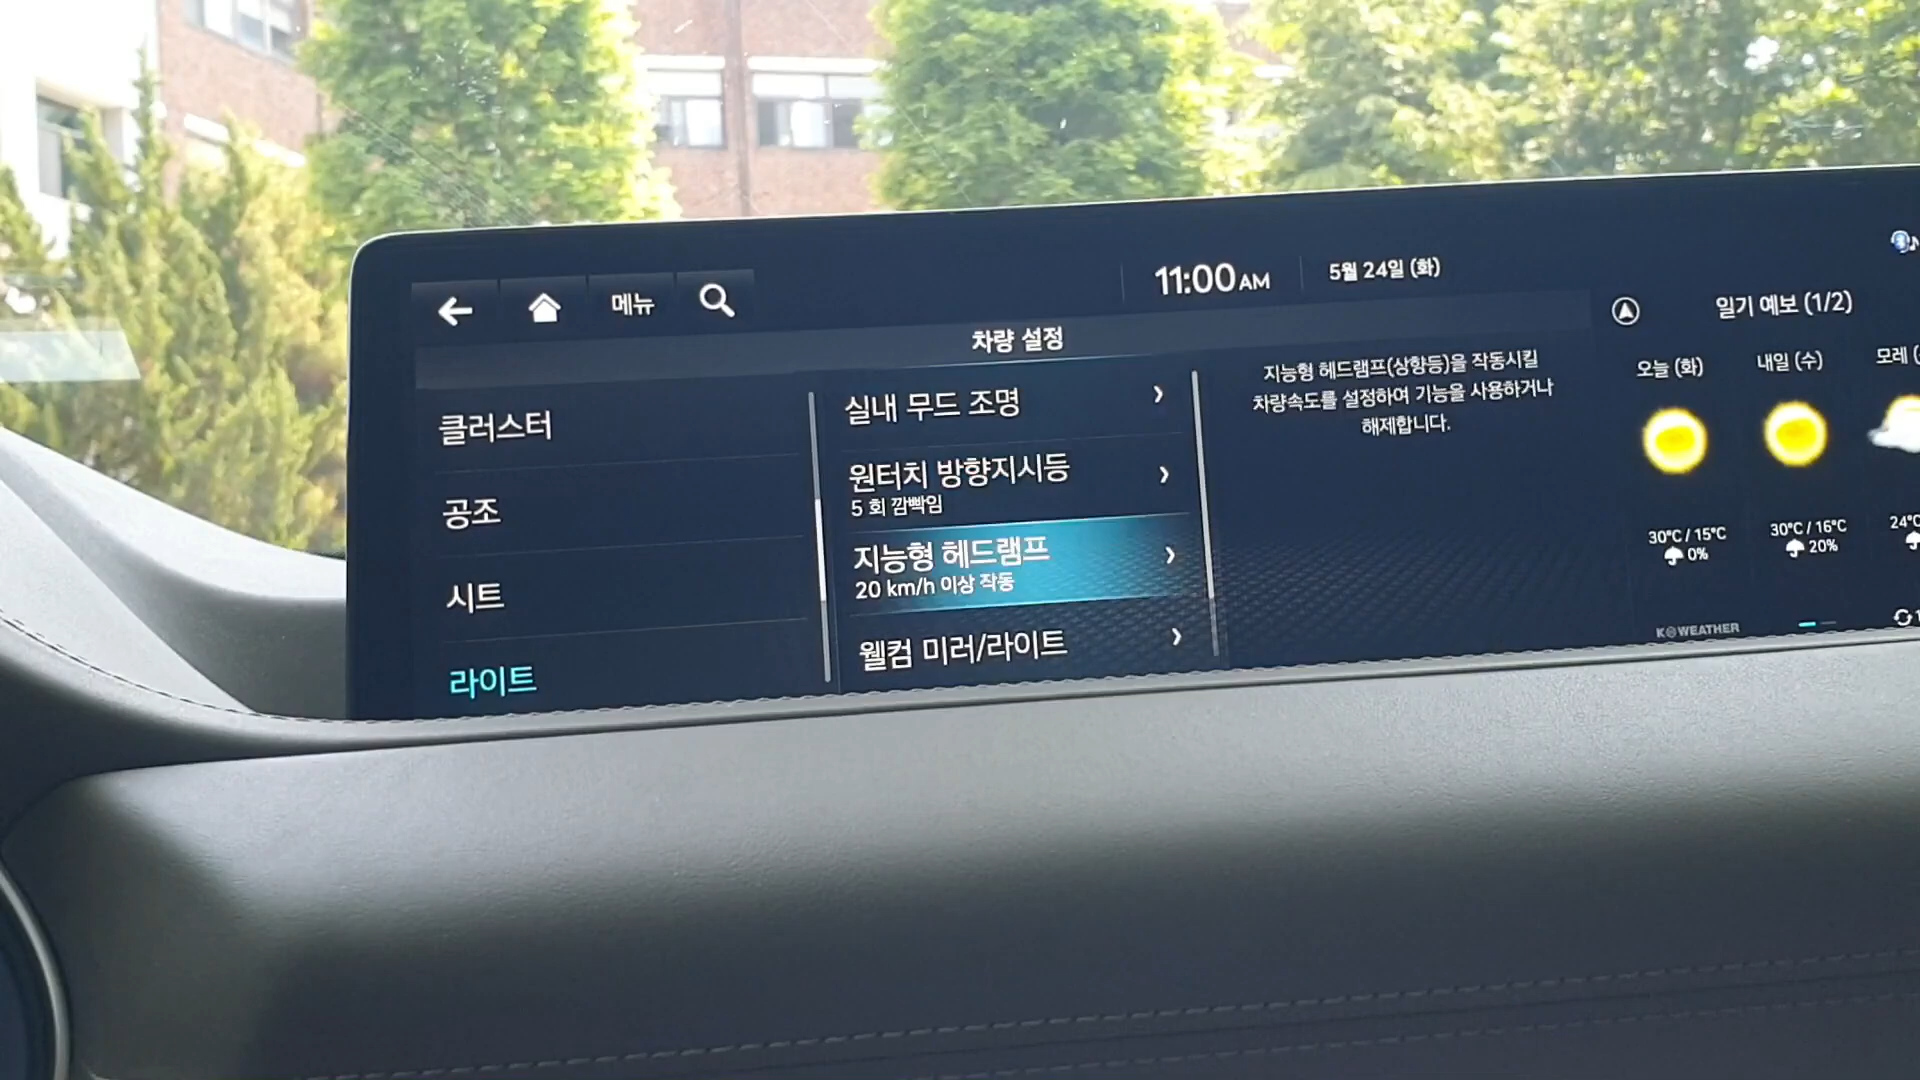 메뉴
11:00 AM
5월 24일 (화)
차량 설정
클러스터
공조
시트
라이트
실내 무드 조명
원터치 방향지시등
5 회 깜빡임
지능형 헤드램프
20 km/h 이상 작동
웰컴 미러/라이트
지능형 헤드램프(상향등)을 작동시킬
차량속도를 설정하여 기능을 사용하거나
해제합니다.
일기 예보 (1/2)
오늘 (화)
내일 (수)
모레
30°C / 15°C
0%
30°C / 16°C
20%
24°C
K WEATHER